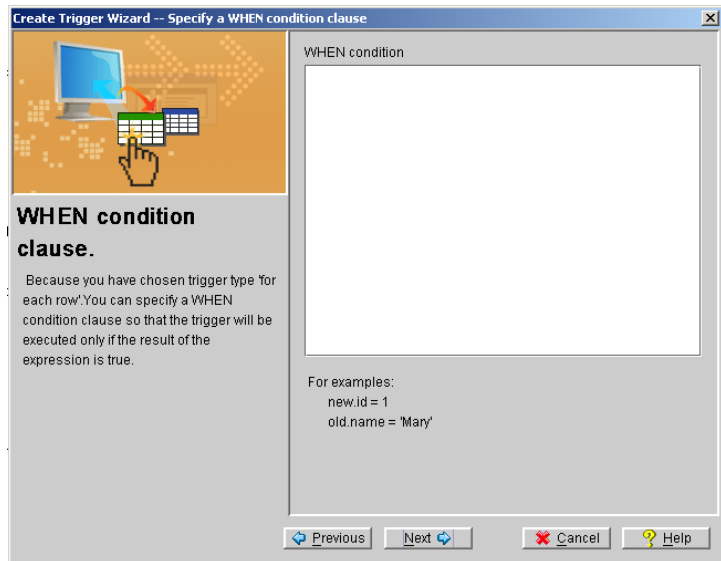 Create Trigger Wizard -- Specify a WHEN condition clause
WHEN condition
WHEN condition
clause.
Because you have chosen trigger type 'for
each row'.You can specify a WHEN
condition clause so that the trigger will be
executed only if the result of the
expression is true.
For examples:
new.id = 1
old.name = 'Mary'
Previous
Next
Cancel
Help